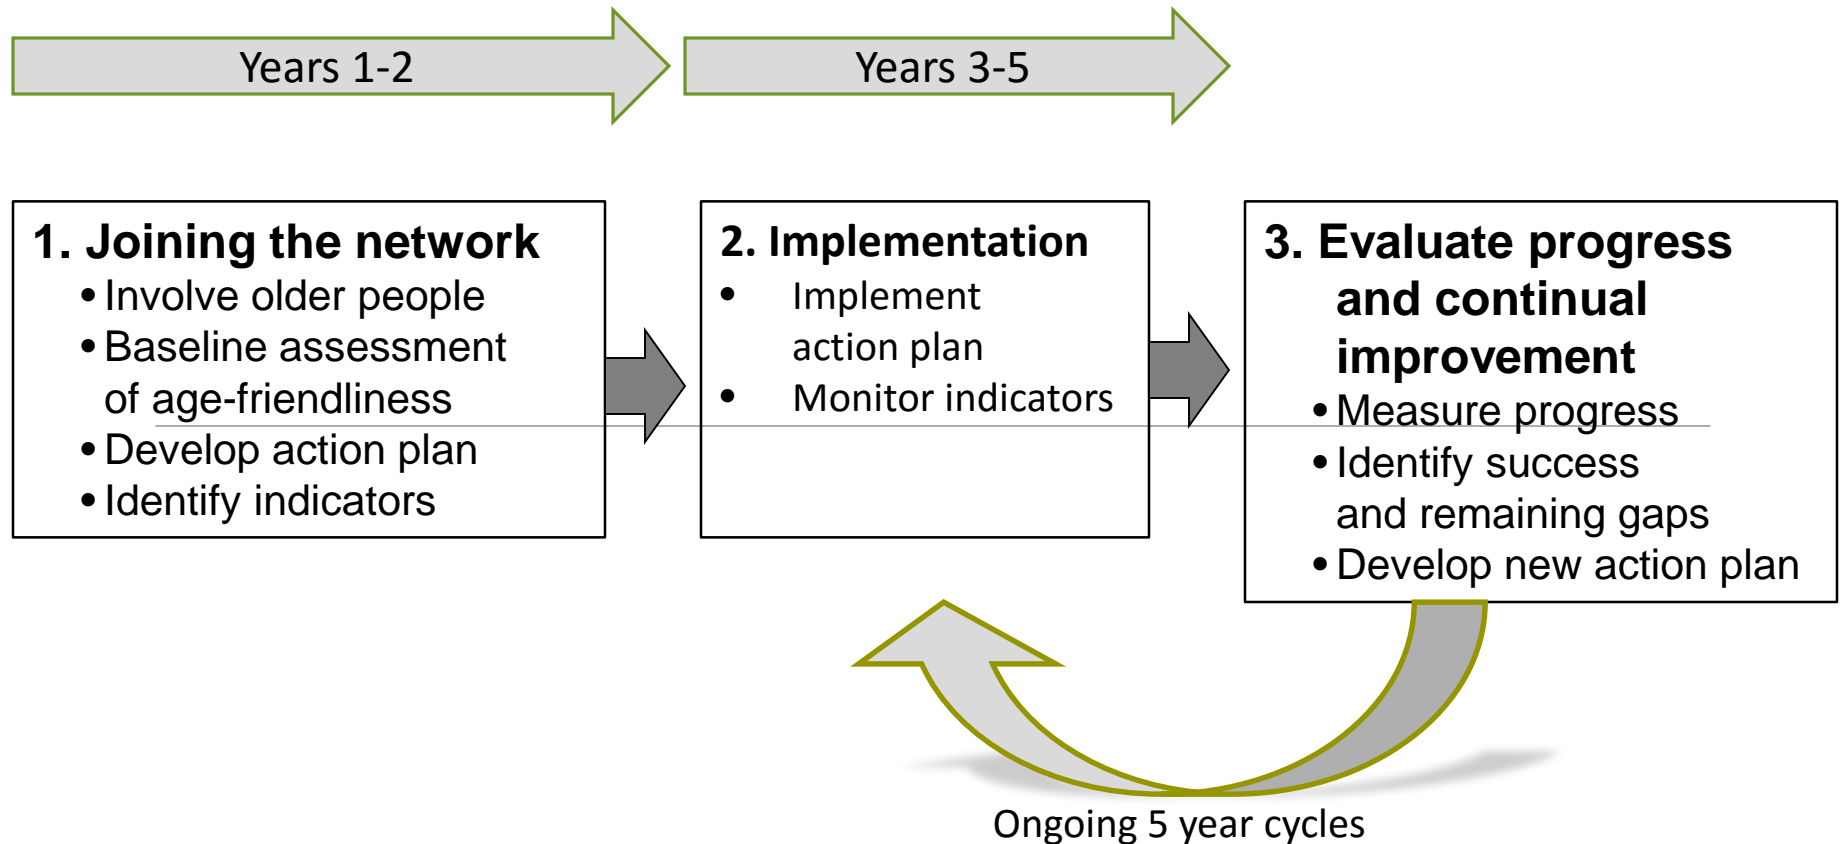 Years 1-2
Years 3-5
1. Joining the network
• Involve older people
• Baseline assessment
of age-friendliness
• Develop action plan
• Identify indicators
2. Implementation
• Implement
action plan
• Monitor indicators
3. Evaluate progress
and continual
improvement
• Measure progress
• Identify success
and remaining gaps
• Develop new action plan
Ongoing 5 year cycles